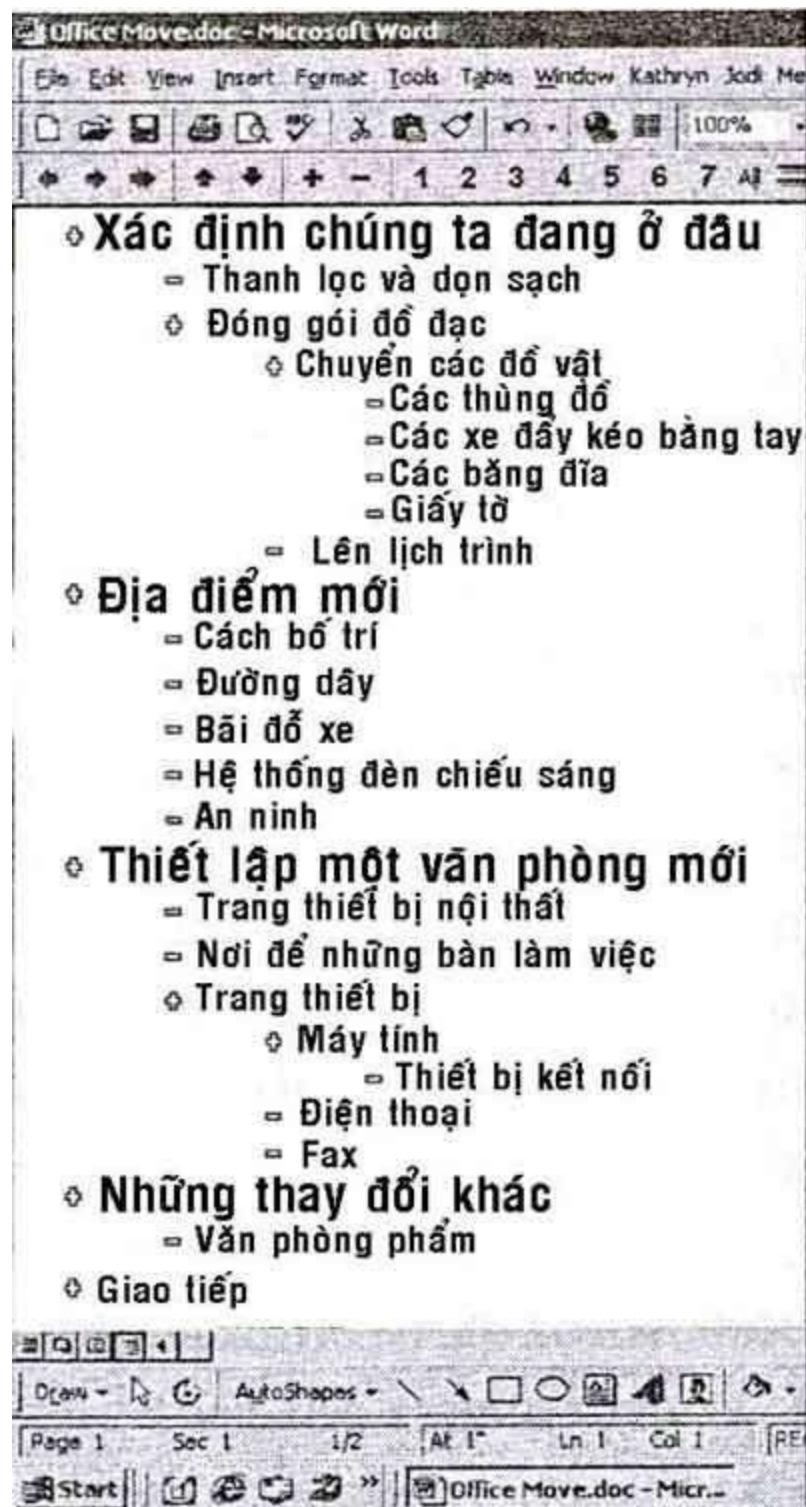 Office Move.doc - Microsoft Word
File Edit View Insert Format Tools Table Window Kathryn Jodi Me
100%
1 2 3 4 5 6 7 All
Xác định chúng ta đang ở đâu
Thanh lọc và dọn sạch
Đóng gói đồ đạc
Chuyển các đồ vật
Các thùng đồ
Các xe đẩy kéo bằng tay
Các băng đĩa
Giấy tờ
Lên lịch trình
Địa điểm mới
Cách bố trí
Đường dây
Bãi đỗ xe
Hệ thống đèn chiếu sáng
An ninh
Thiết lập một văn phòng mới
Trang thiết bị nội thất
Nơi để những bàn làm việc
Trang thiết bị
Máy tính
Thiết bị kết nối
Điện thoại
Fax
Những thay đổi khác
Văn phòng phẩm
Giao tiếp
Draw AutoShapes
Page 1 Sec 1 1/2 At 1" Ln 1 Col 1 REC
Start Office Move.doc - Micr...